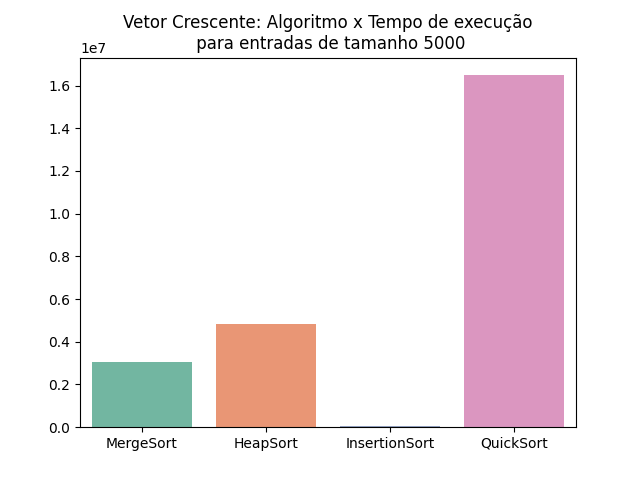 Vetor Crescente: Algoritmo x Tempo de execução
para entradas de tamanho 5000
1e7
1.6
1.4
1.2
1.0
0.8
0.6
0.4
0.2
0.0
MergeSort HeapSort InsertionSort QuickSort